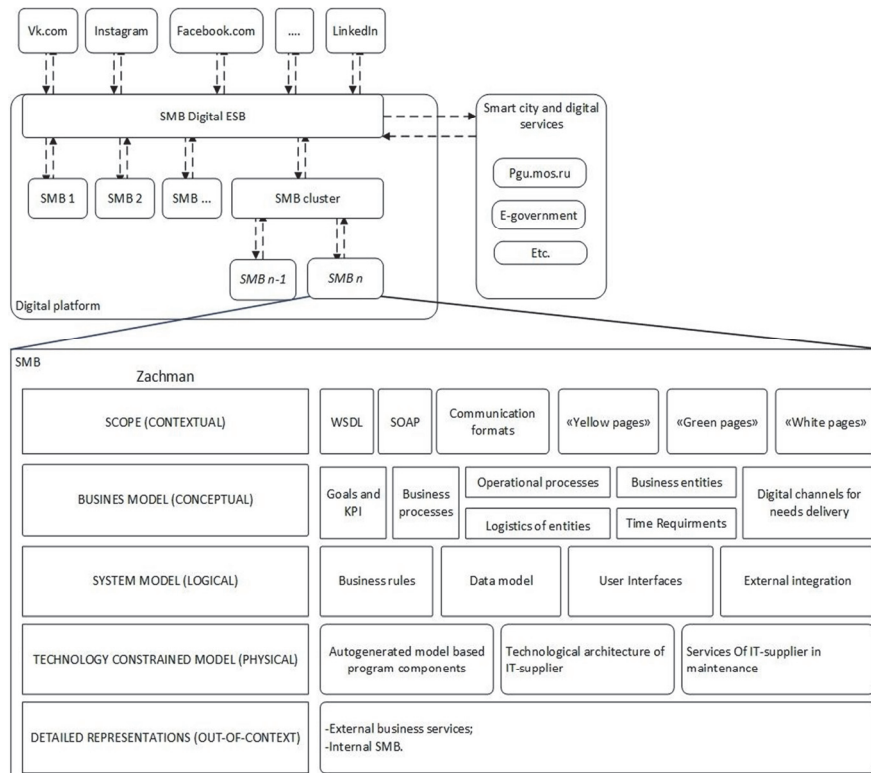 Vk.com
Instagram
Facebook.com
....
LinkedIn
SMB Digital ESB
Smart city and digital
services
Pgu.mos.ru
E-government
Etc.
SMB 1
SMB 2
SMB ...
SMB cluster
SMB n-1
SMB n
Digital platform
SMB
Zachman
SCOPE (CONTEXTUAL)
WSDL
SOAP
Communication
formats
«Yellow pages»
«Green pages»
«White pages»
BUSINES MODEL (CONCEPTUAL)
Goals and
KPI
Business
processes
Operational processes
Logistics of entities
Business entities
Time Requirments
Digital channels for
needs delivery
SYSTEM MODEL (LOGICAL)
Business rules
Data model
User Interfaces
External integration
TECHNOLOGY CONSTRAINED MODEL (PHYSICAL)
Autogenerated model based
program components
Technological architecture of
IT-supplier
Services Of IT-supplier in
maintenance
DETAILED REPRESENTATIONS (OUT-OF-CONTEXT)
-External business services;
-Internal SMB.